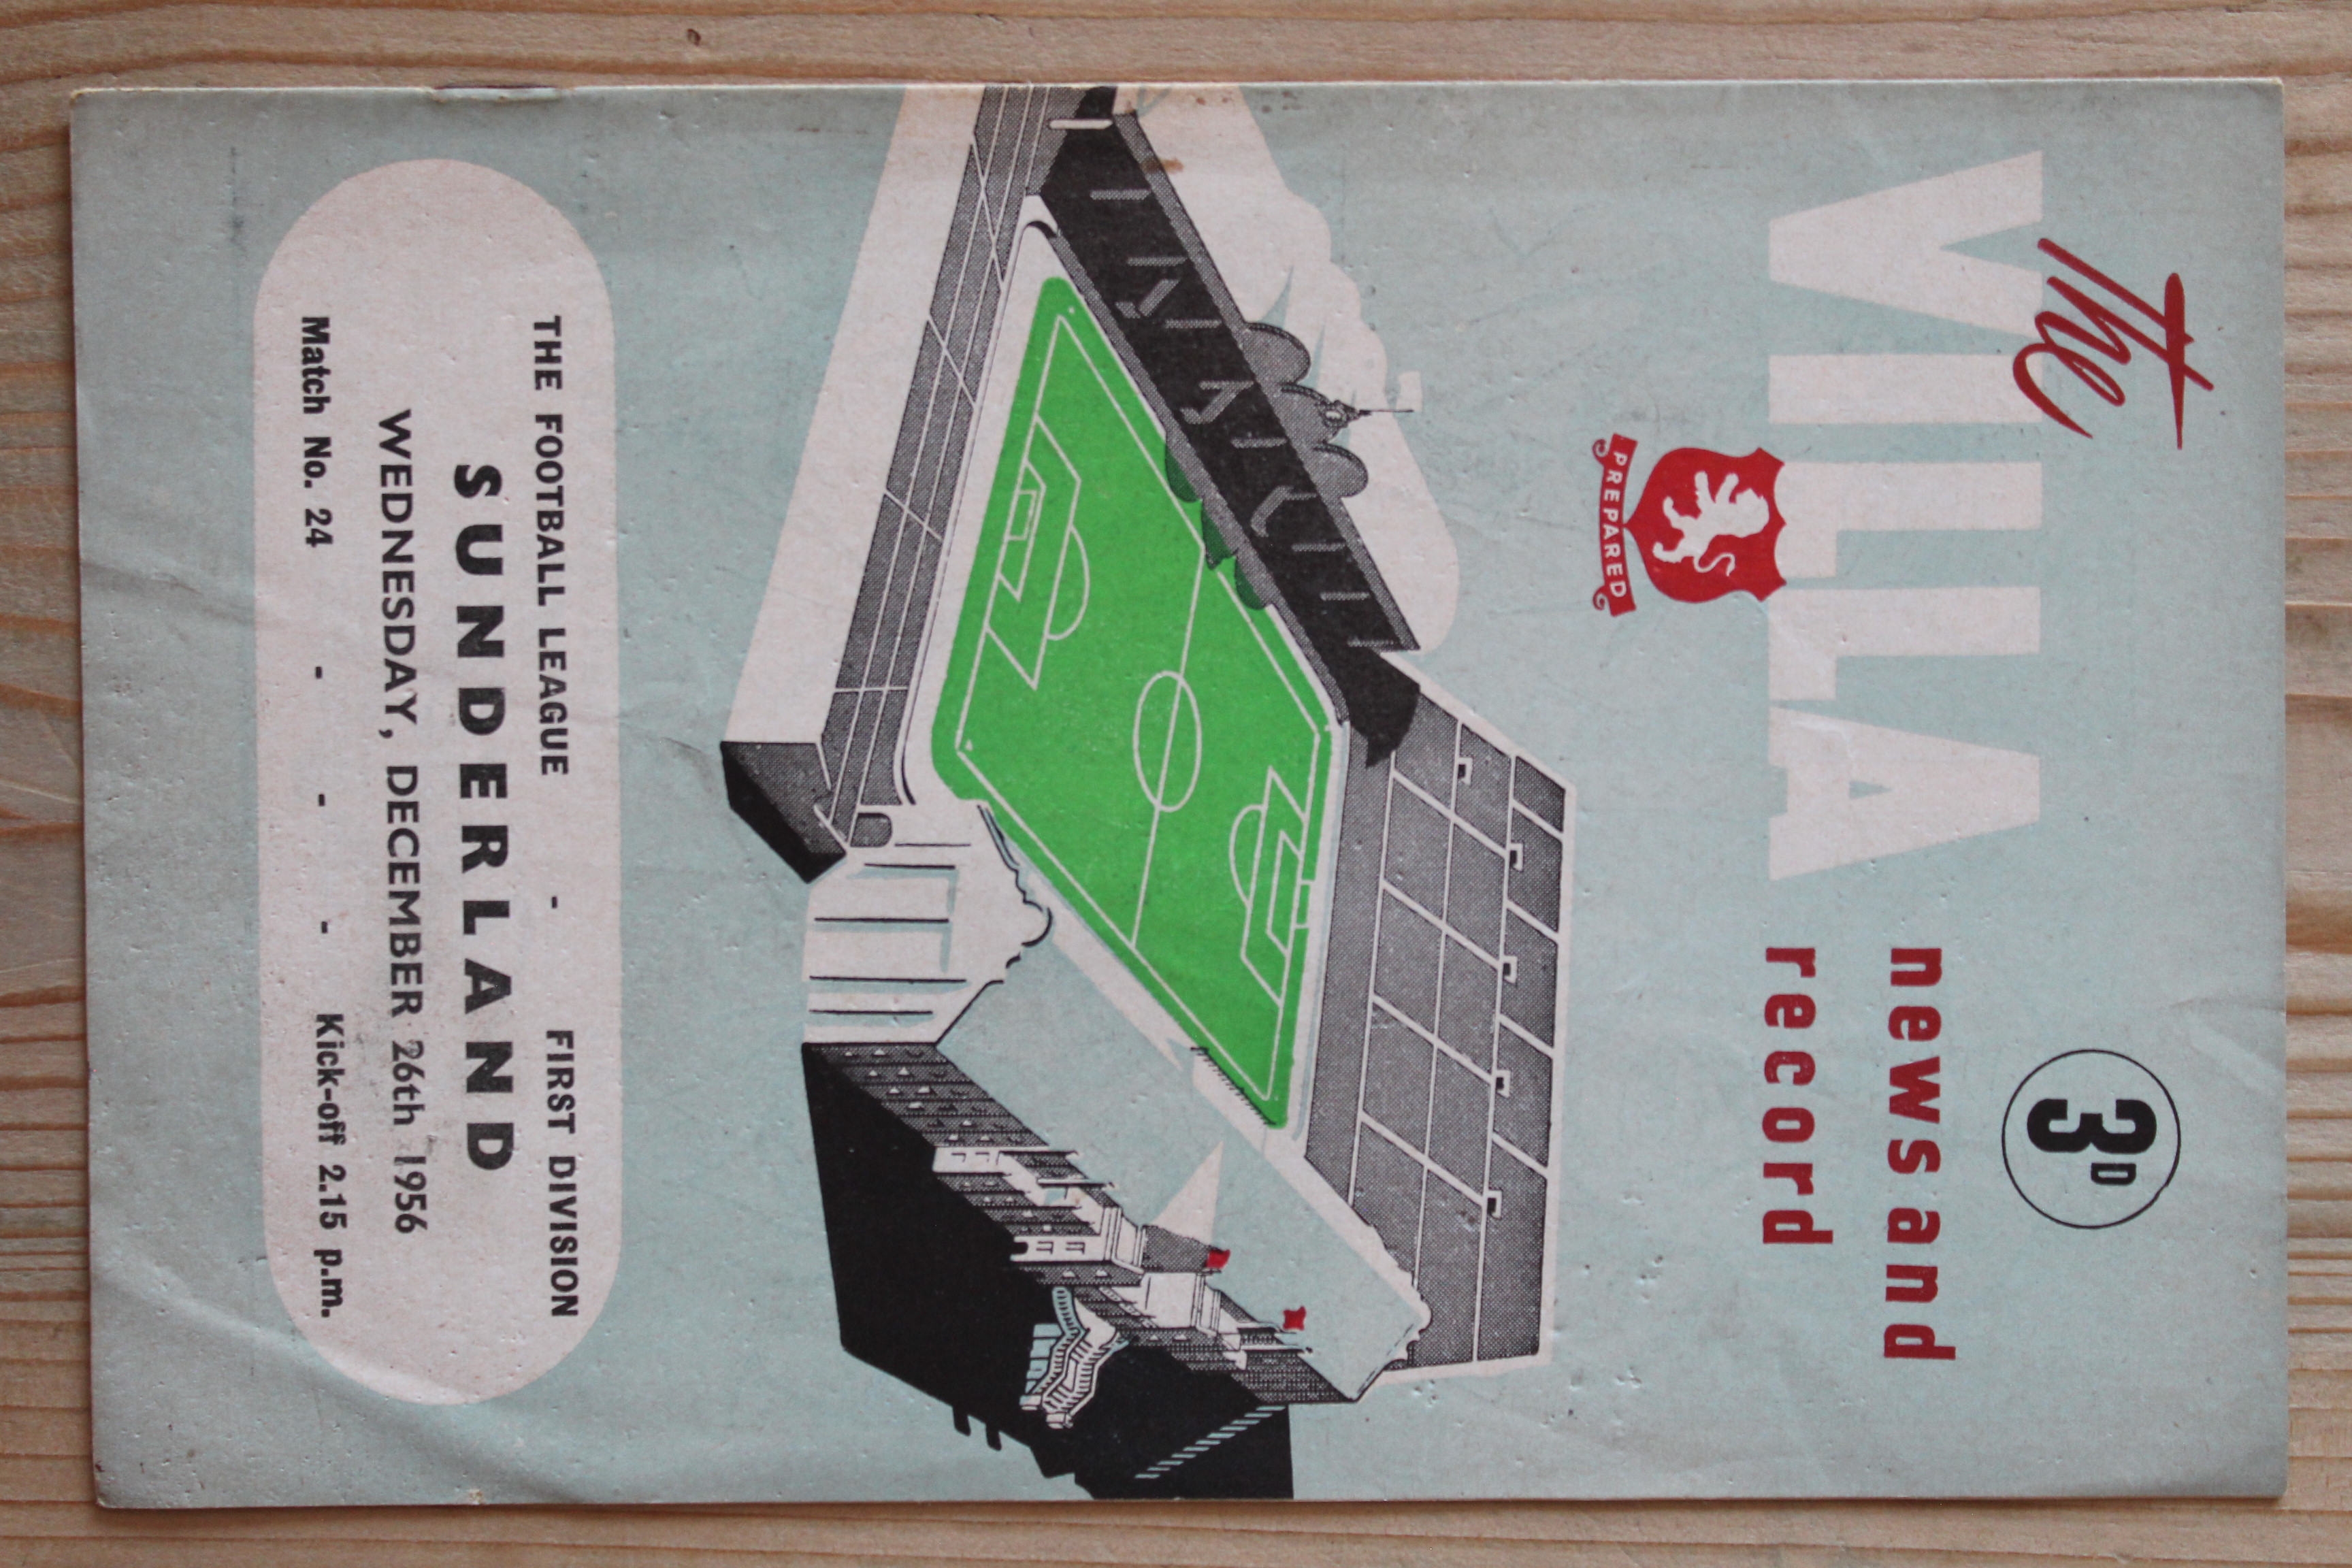 The
VILLA
news and
record
3D
PREPARED
THE FOOTBALL LEAGUE - FIRST DIVISION
SUNDERLAND
WEDNESDAY, DECEMBER 26th 1956
Match No. 24 - - - Kick-off 2.15 p.m.